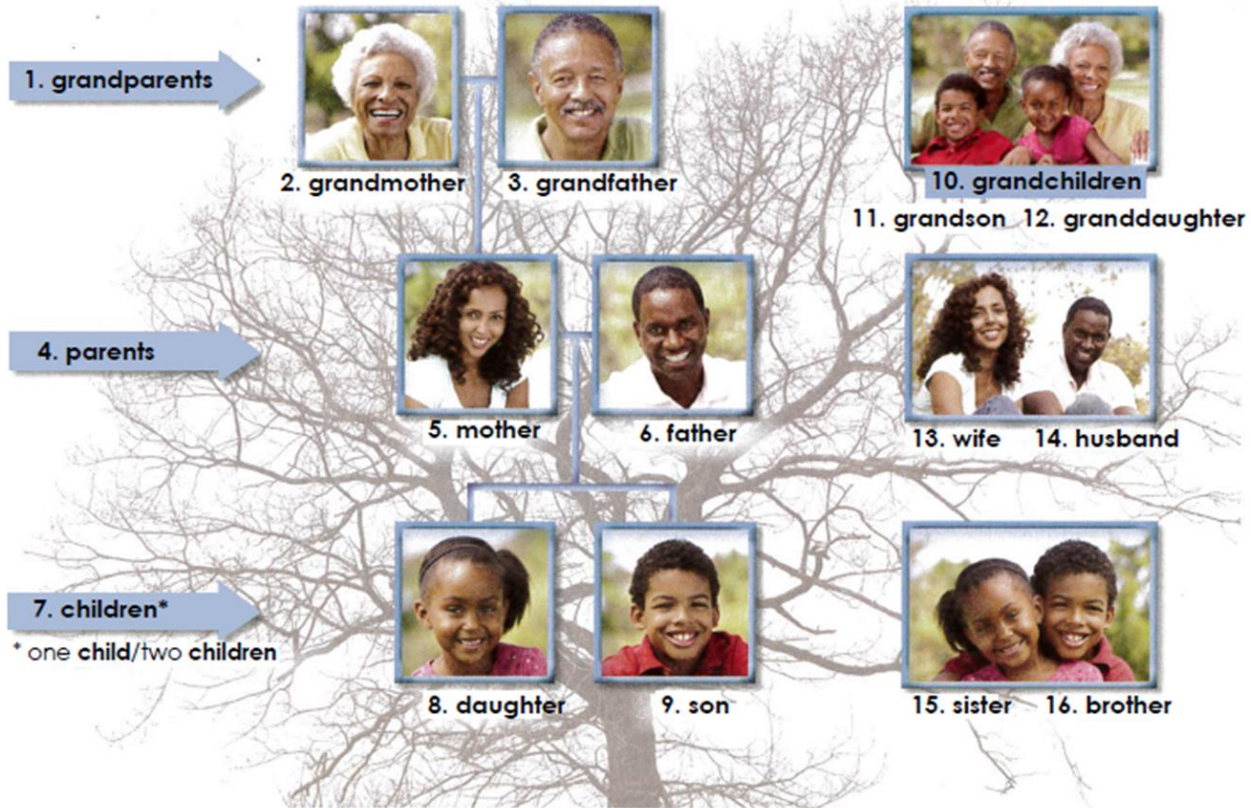 1. grandparents
2. grandmother
3. grandfather
10. grandchildren
11. grandson 12. granddaughter
4. parents
5. mother
6. father
13. wife 14. husband
7. children*
* one child/two children
8. daughter
9. son
15. sister 16. brother